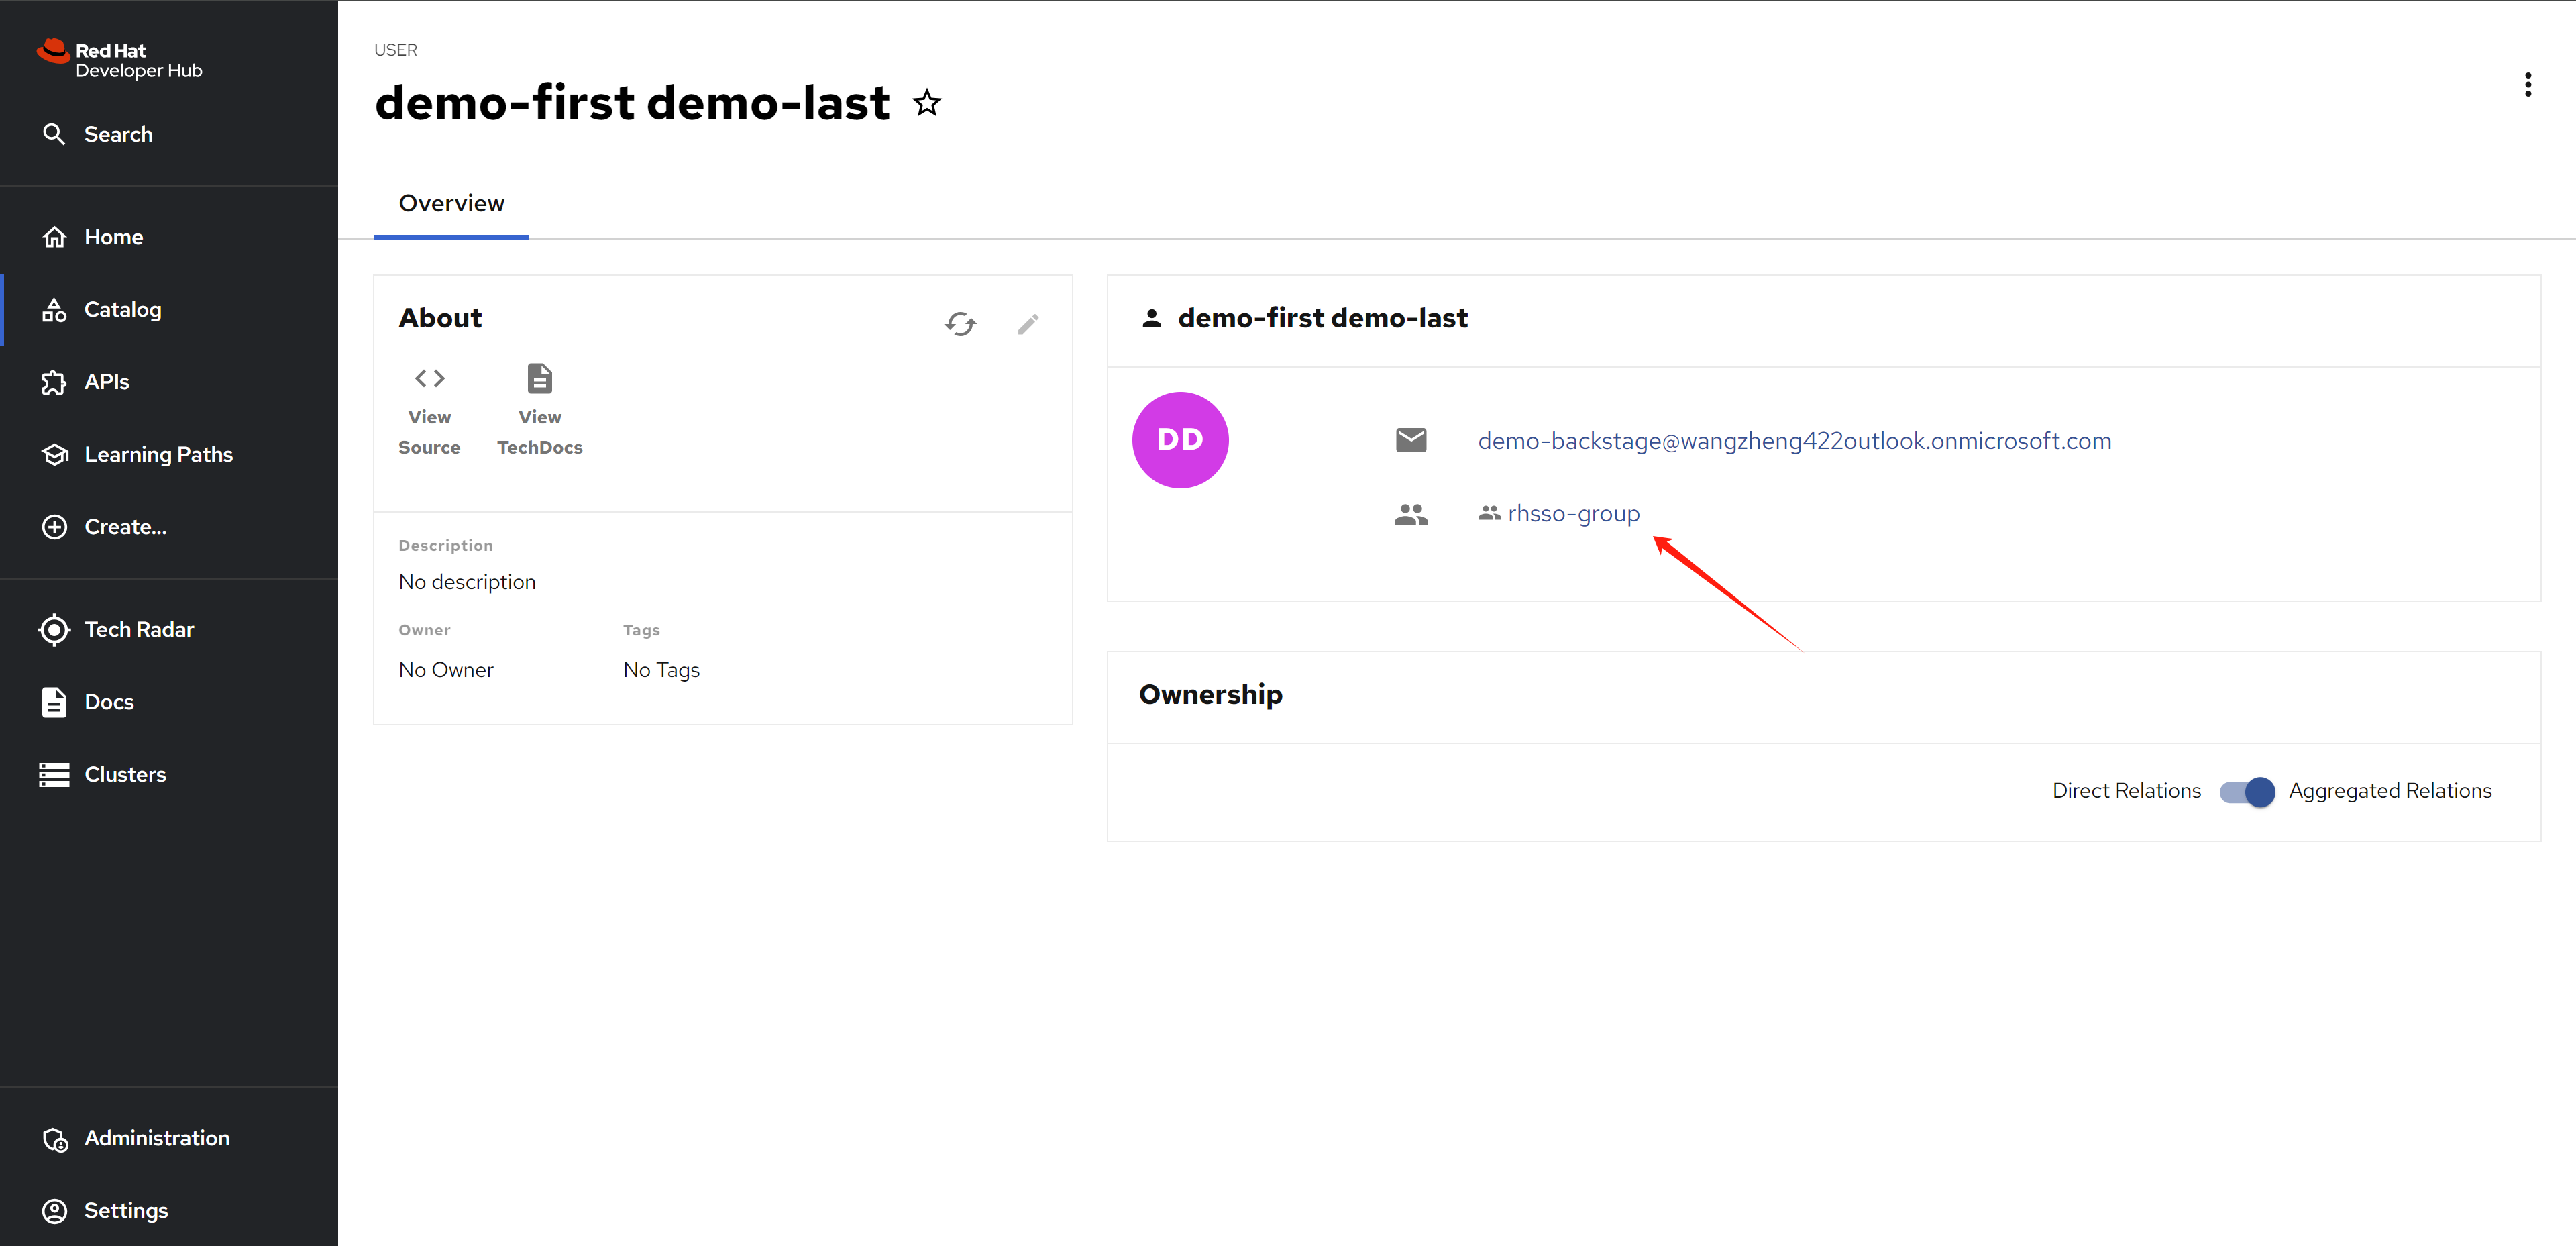 Red Hat
Developer Hub
Search
Home
Catalog
APIs
Learning Paths
Create...
Tech Radar
Docs
Clusters
Administration
Settings
USER
demo-first demo-last
Overview
About
View
Source
View
TechDocs
Description
No description
Owner
Tags
No Owner
No Tags
demo-first demo-last
DD
demo-backstage@wangzheng422outlook.onmicrosoft.com
rhsso-group
Ownership
Direct Relations
Aggregated Relations